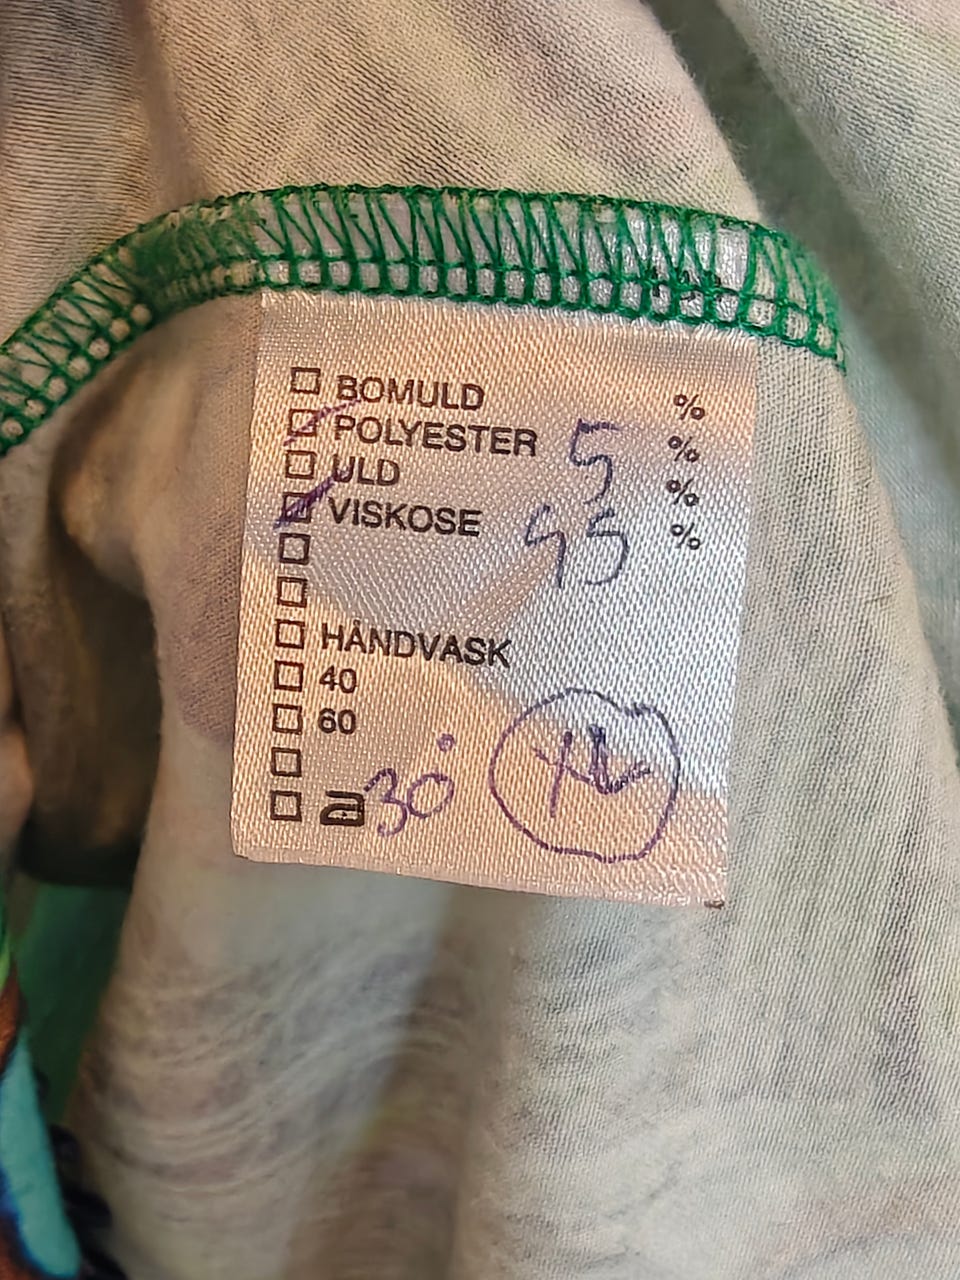 ☐ BOMULD %
☑ POLYESTER 5 %
☐ ULD %
☑ VISKOSE 95 %
☐
☐
☐ HÅNDVASK
☐ 40
☐ 60
☐
☐ a 30° XL